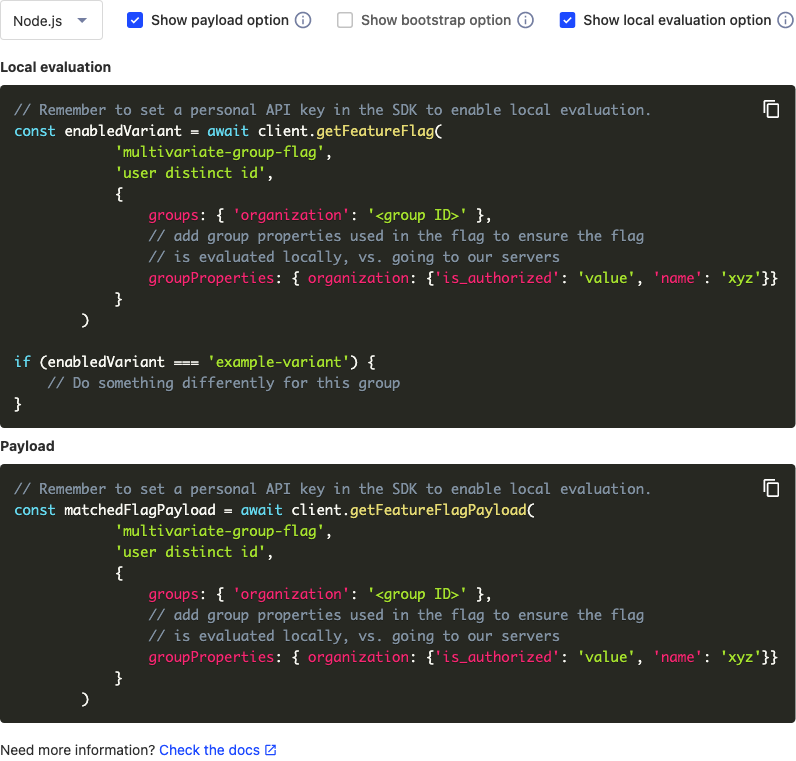 Node.js Show payload option Show bootstrap option Show local evaluation option
Local evaluation
// Remember to set a personal API key in the SDK to enable local evaluation.
const enabledVariant = await client.getFeatureFlag(
            'multivariate-group-flag',
            'user distinct id',
            {
                groups: { 'organization': '<group ID>' },
                // add group properties used in the flag to ensure the flag
                // is evaluated locally, vs. going to our servers
                groupProperties: { organization: {'is_authorized': 'value', 'name': 'xyz'}}
            }
        )
if (enabledVariant === 'example-variant') {
    // Do something differently for this group
}
Payload
// Remember to set a personal API key in the SDK to enable local evaluation.
const matchedFlagPayload = await client.getFeatureFlagPayload(
            'multivariate-group-flag',
            'user distinct id',
            {
                groups: { 'organization': '<group ID>' },
                // add group properties used in the flag to ensure the flag
                // is evaluated locally, vs. going to our servers
                groupProperties: { organization: {'is_authorized': 'value', 'name': 'xyz'}}
            }
        )
Need more information? Check the docs